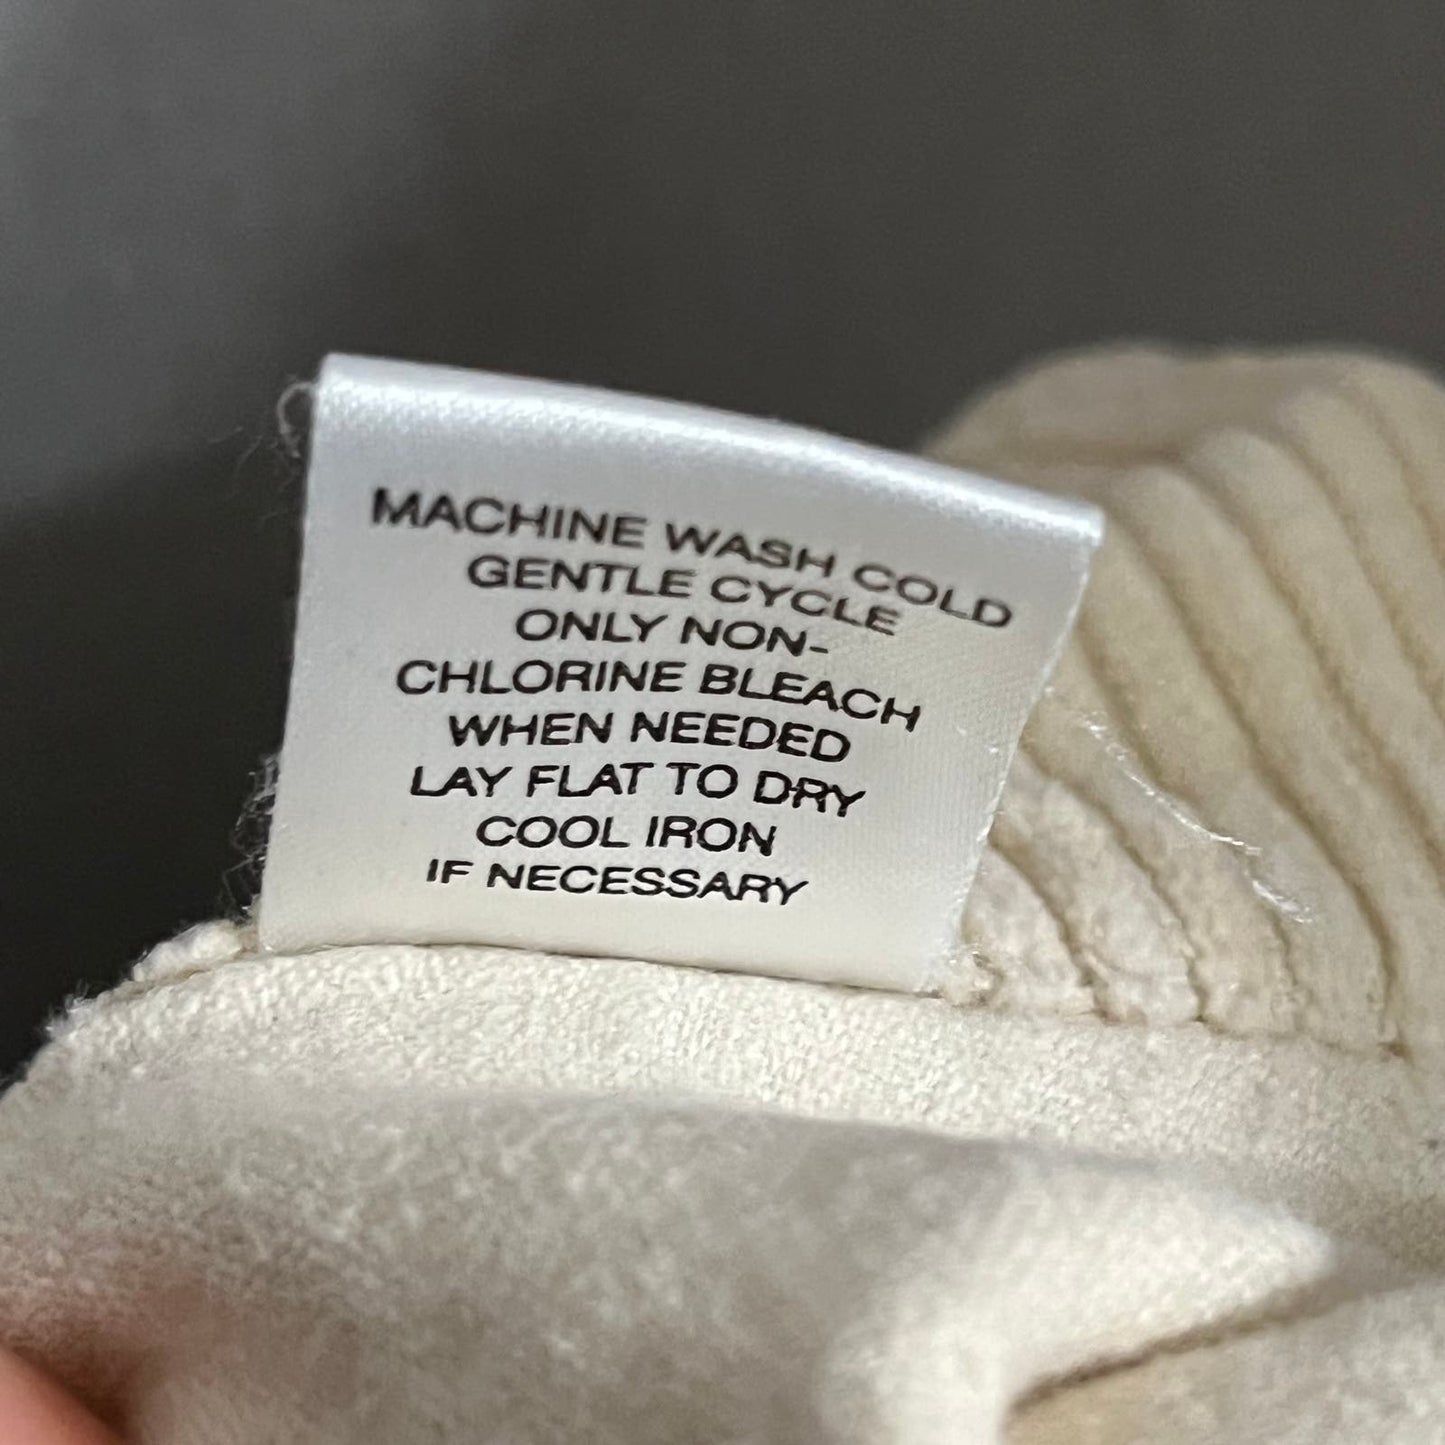 MACHINE WASH COLD
GENTLE CYCLE
ONLY NON-
CHLORINE BLEACH
WHEN NEEDED
LAY FLAT TO DRY
COOL IRON
IF NECESSARY